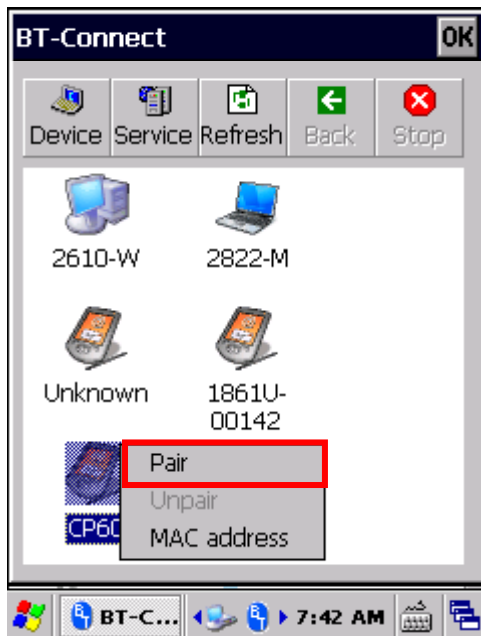 BT-Connect OK
Device Service Refresh Back Stop
2610-W 2822-M
Unknown 1861U-
00142
Pair
Unpair
CP60
MAC address
BT-C... 7:42 AM